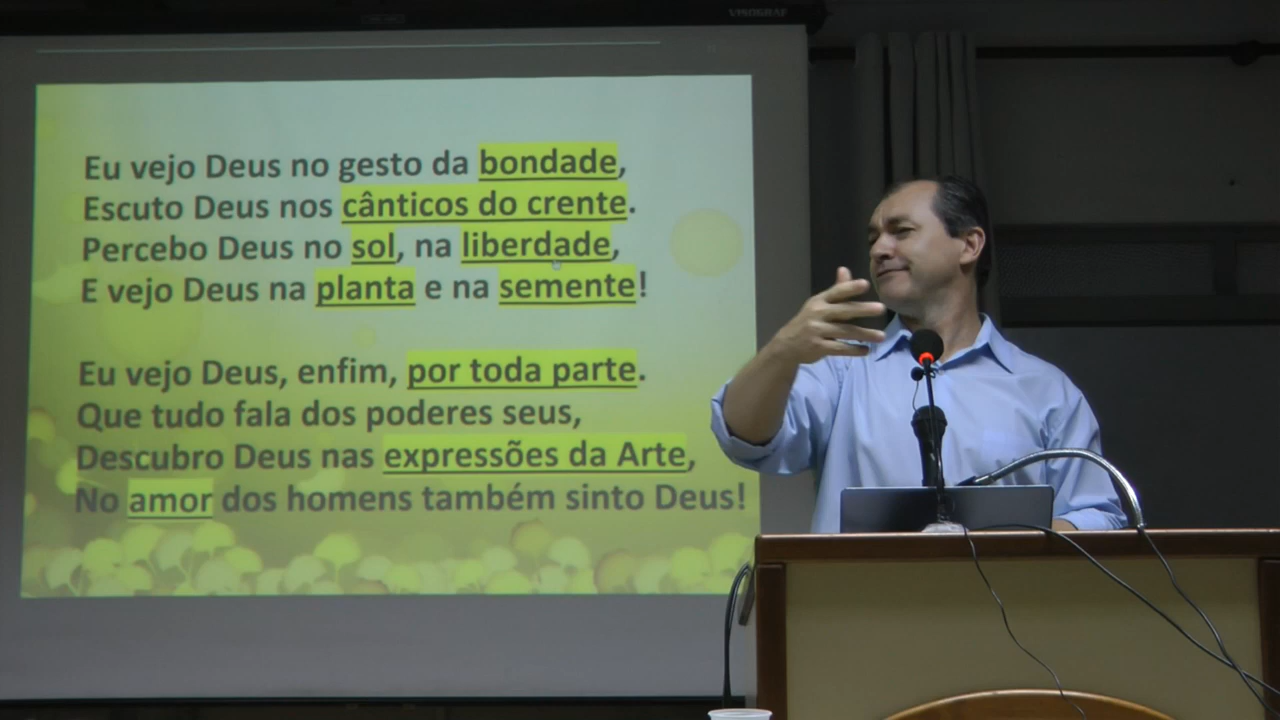 VISOGRAF
Eu vejo Deus no gesto da bondade,
Escuto Deus nos cânticos do crente.
Percebo Deus no sol, na liberdade,
E vejo Deus na planta e na semente!
Eu vejo Deus, enfim, por toda parte.
Que tudo fala dos poderes seus,
Descubro Deus nas expressões da Arte,
No amor dos homens também sinto Deus!